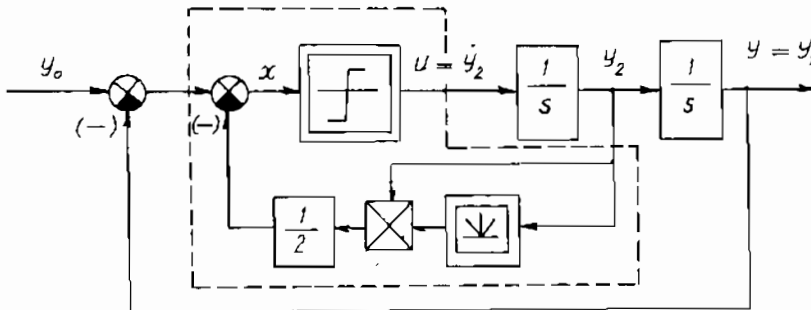 y₀
(−)
(−)
x
u = ẏ₂
1
s
y₂
1
s
y = y
1
2